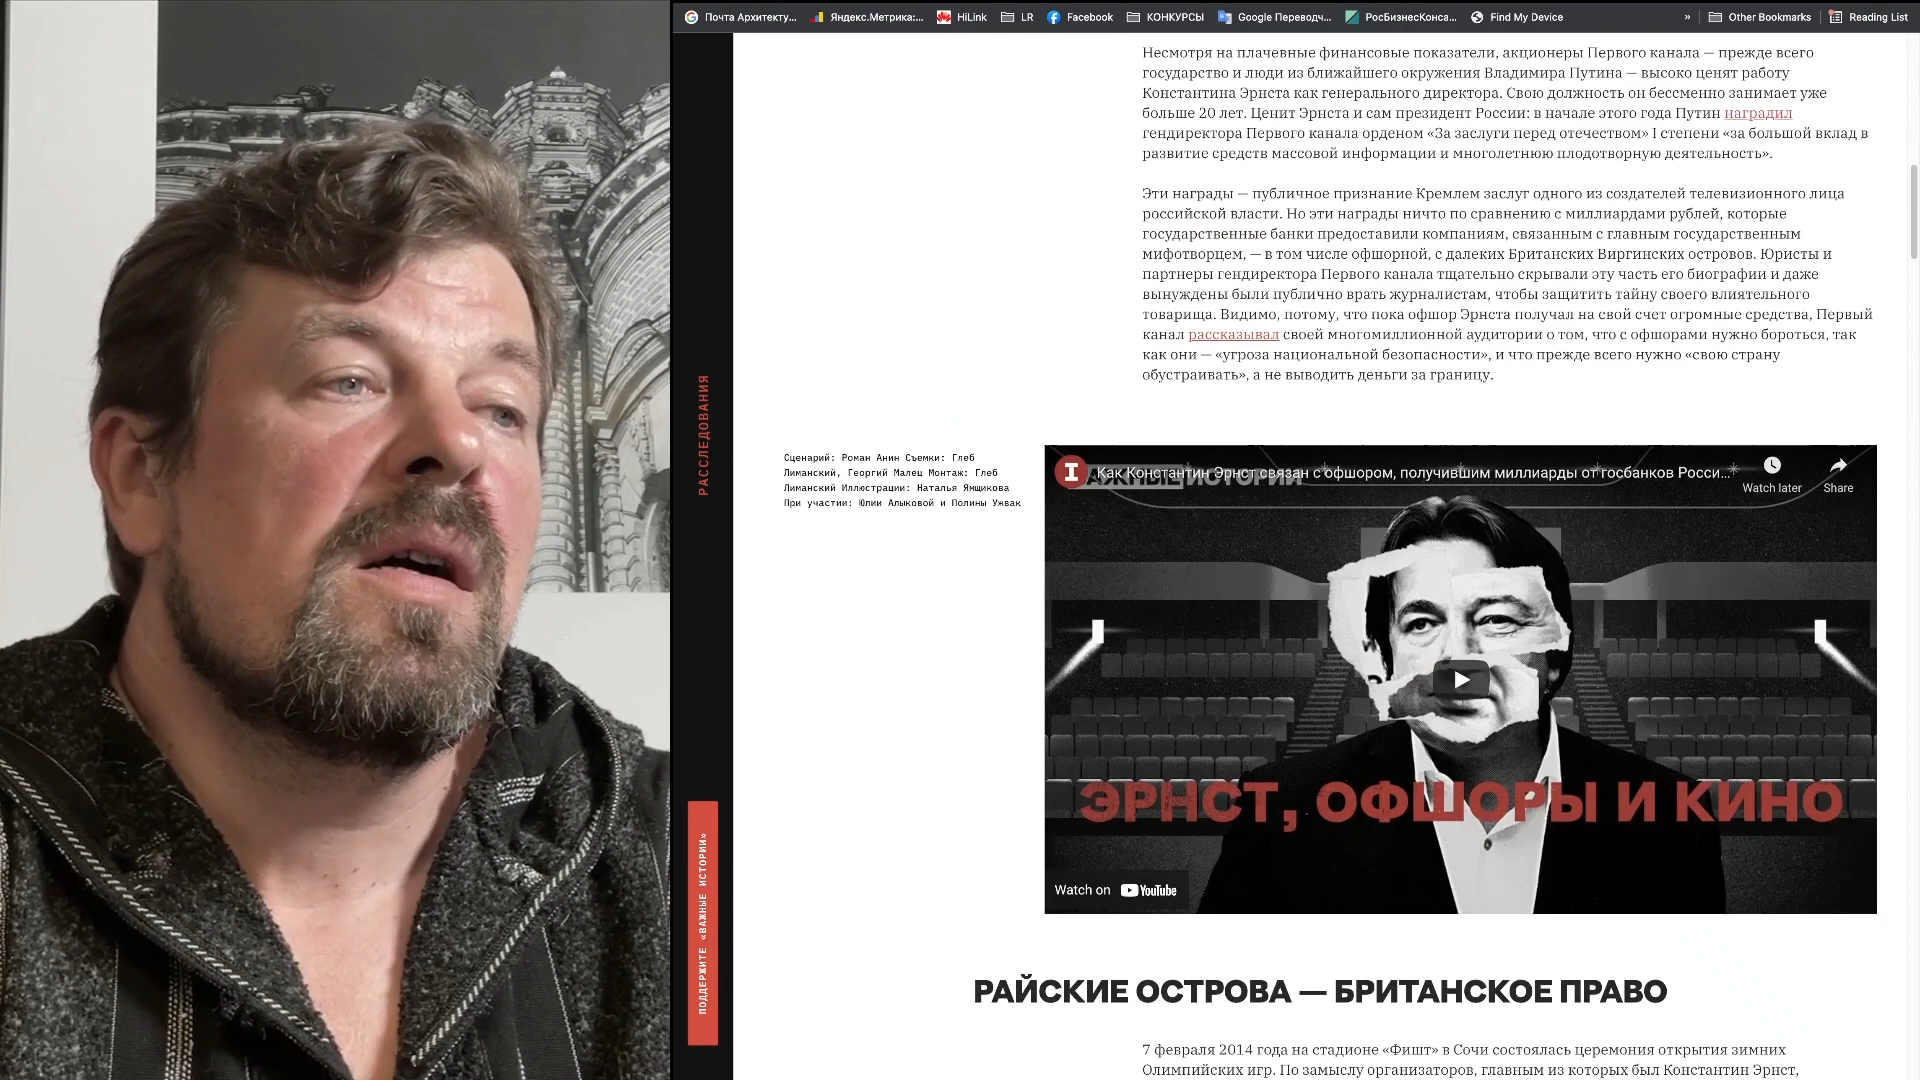 Почта Архитекту...
Яндекс.Метрика:...
HiLink
LR
Facebook
КОНКУРСЫ
Google Переводч...
РосБизнесКонса...
Find My Device
»
Other Bookmarks
Reading List
Несмотря на плачевные финансовые показатели, акционеры Первого канала — прежде всего
государство и люди из ближайшего окружения Владимира Путина — высоко ценят работу
Константина Эрнста как генерального директора. Свою должность он бессменно занимает уже
больше 20 лет. Ценит Эрнста и сам президент России: в начале этого года Путин наградил
гендиректора Первого канала орденом «За заслуги перед отечеством» I степени «за большой вклад в
развитие средств массовой информации и многолетнюю плодотворную деятельность».
Эти награды — публичное признание Кремлем заслуг одного из создателей телевизионного лица
российской власти. Но эти награды ничто по сравнению с миллиардами рублей, которые
государственные банки предоставили компаниям, связанным с главным государственным
мифотворцем, — в том числе офшорной, с далеких Британских Виргинских островов. Юристы и
партнеры гендиректора Первого канала тщательно скрывали эту часть его биографии и даже
вынуждены были публично врать журналистам, чтобы защитить тайну своего влиятельного
товарища. Видимо, потому, что пока офшор Эрнста получал на свой счет огромные средства, Первый
канал рассказывал своей многомиллионной аудитории о том, что с офшорами нужно бороться, так
как они — «угроза национальной безопасности», и что прежде всего нужно «свою страну
обустраивать», а не выводить деньги за границу.
РАССЛЕДОВАНИЯ
ПОДДЕРЖИТЕ «ВАЖНЫЕ ИСТОРИИ»
Сценарий: Роман Анин Съемки: Глеб
Лиманский, Георгий Малец Монтаж: Глеб
Лиманский Иллюстрации: Наталья Ямщикова
При участии: Юлии Алыковой и Полины Ужвак
Как Константин Эрнст связан с офшором, получившим миллиарды от госбанков Росси...
Watch later
Share
ЭРНСТ, ОФШОРЫ И КИНО
Watch on YouTube
РАЙСКИЕ ОСТРОВА — БРИТАНСКОЕ ПРАВО
7 февраля 2014 года на стадионе «Фишт» в Сочи состоялась церемония открытия зимних
Олимпийских игр. По замыслу организаторов, главным из которых был Константин Эрнст,